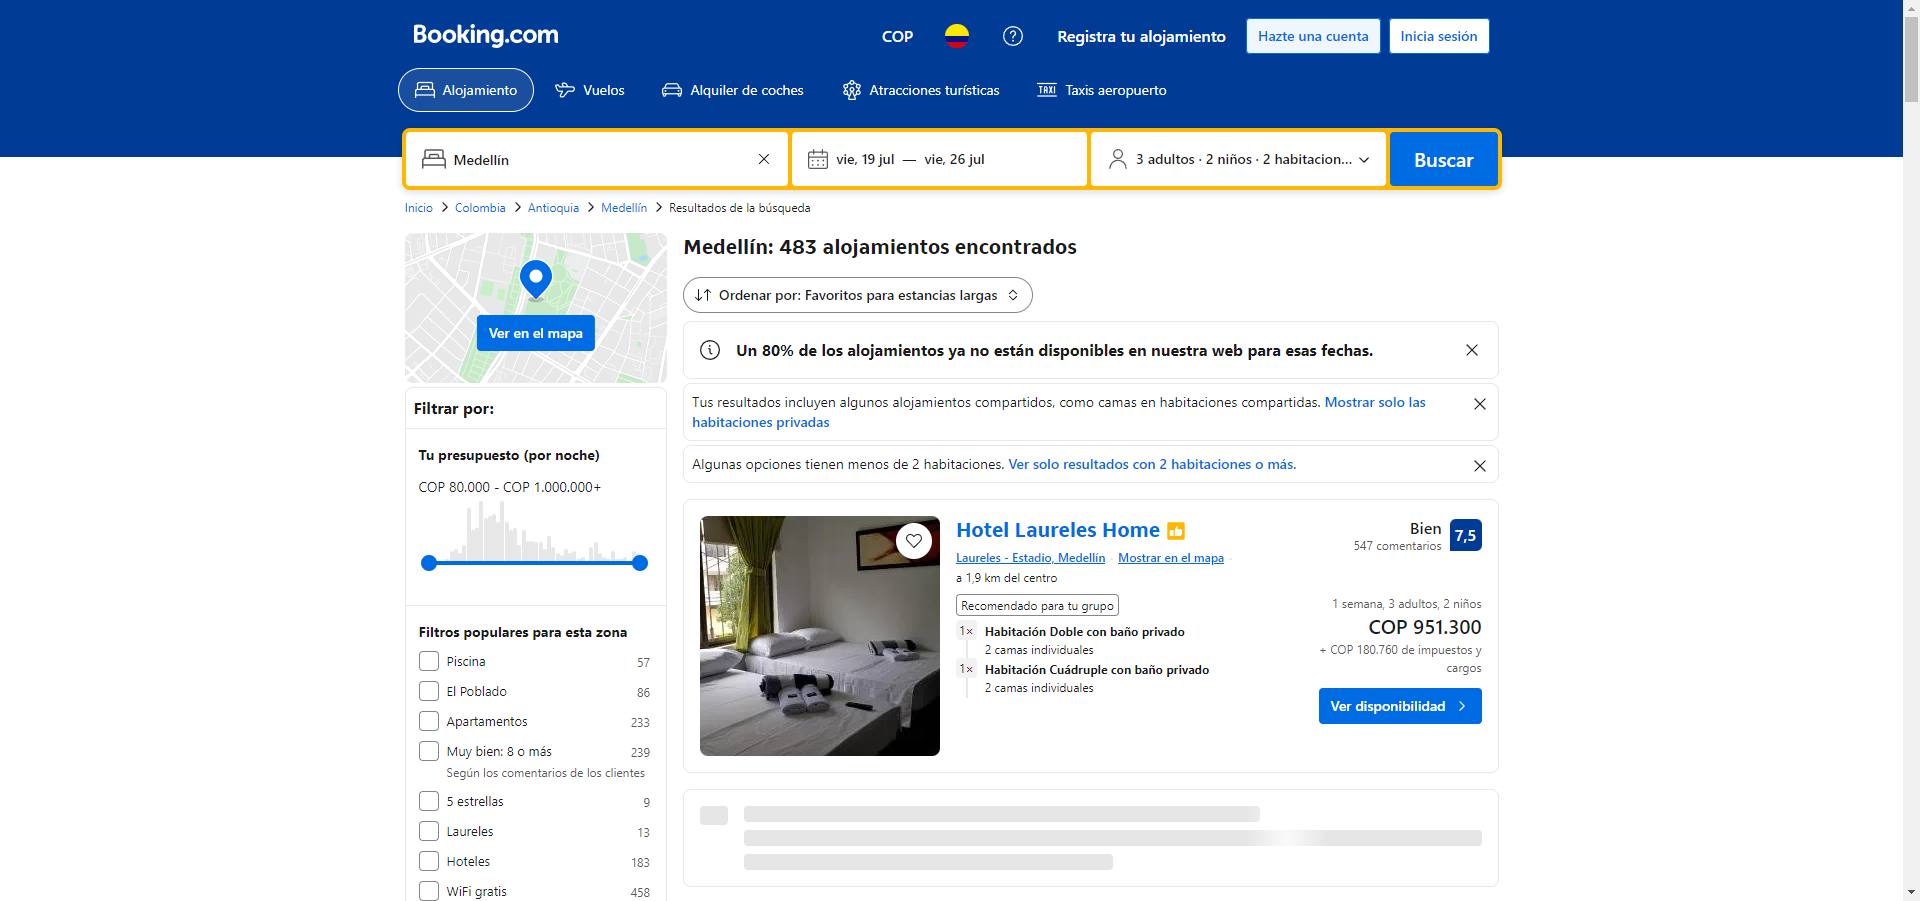 Booking.com
COP
Registra tu alojamiento
Hazte una cuenta
Inicia sesión
Alojamiento
Vuelos
Alquiler de coches
Atracciones turísticas
TAXI
Taxis aeropuerto
Medellín
vie, 19 jul — vie, 26 jul
3 adultos · 2 niños · 2 habitacion...
Buscar
Inicio > Colombia > Antioquia > Medellín > Resultados de la búsqueda
Ver en el mapa
Filtrar por:
Tu presupuesto (por noche)
COP 80.000 - COP 1.000.000+
Filtros populares para esta zona
Piscina 57
El Poblado 86
Apartamentos 233
Muy bien: 8 o más 239
Según los comentarios de los clientes
5 estrellas 9
Laureles 13
Hoteles 183
WiFi gratis 458
Medellín: 483 alojamientos encontrados
Ordenar por: Favoritos para estancias largas
Un 80% de los alojamientos ya no están disponibles en nuestra web para esas fechas.
Tus resultados incluyen algunos alojamientos compartidos, como camas en habitaciones compartidas. Mostrar solo las
habitaciones privadas
Algunas opciones tienen menos de 2 habitaciones. Ver solo resultados con 2 habitaciones o más.
Hotel Laureles Home
Laureles - Estadio, Medellín · Mostrar en el mapa ·
a 1,9 km del centro
Recomendado para tu grupo
1× Habitación Doble con baño privado
2 camas individuales
1× Habitación Cuádruple con baño privado
2 camas individuales
Bien
547 comentarios
7,5
1 semana, 3 adultos, 2 niños
COP 951.300
+ COP 180.760 de impuestos y
cargos
Ver disponibilidad